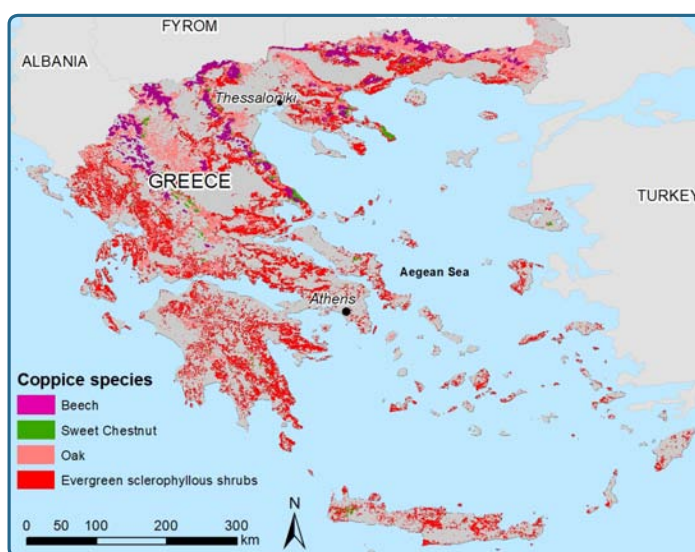 FYROM
ALBANIA
Thessaloniki
GREECE
TURKEY
Aegean Sea
Athens
Coppice species
Beech
Sweet Chestnut
Oak
Evergreen sclerophyllous shrubs
N
0 50 100 200 300
km